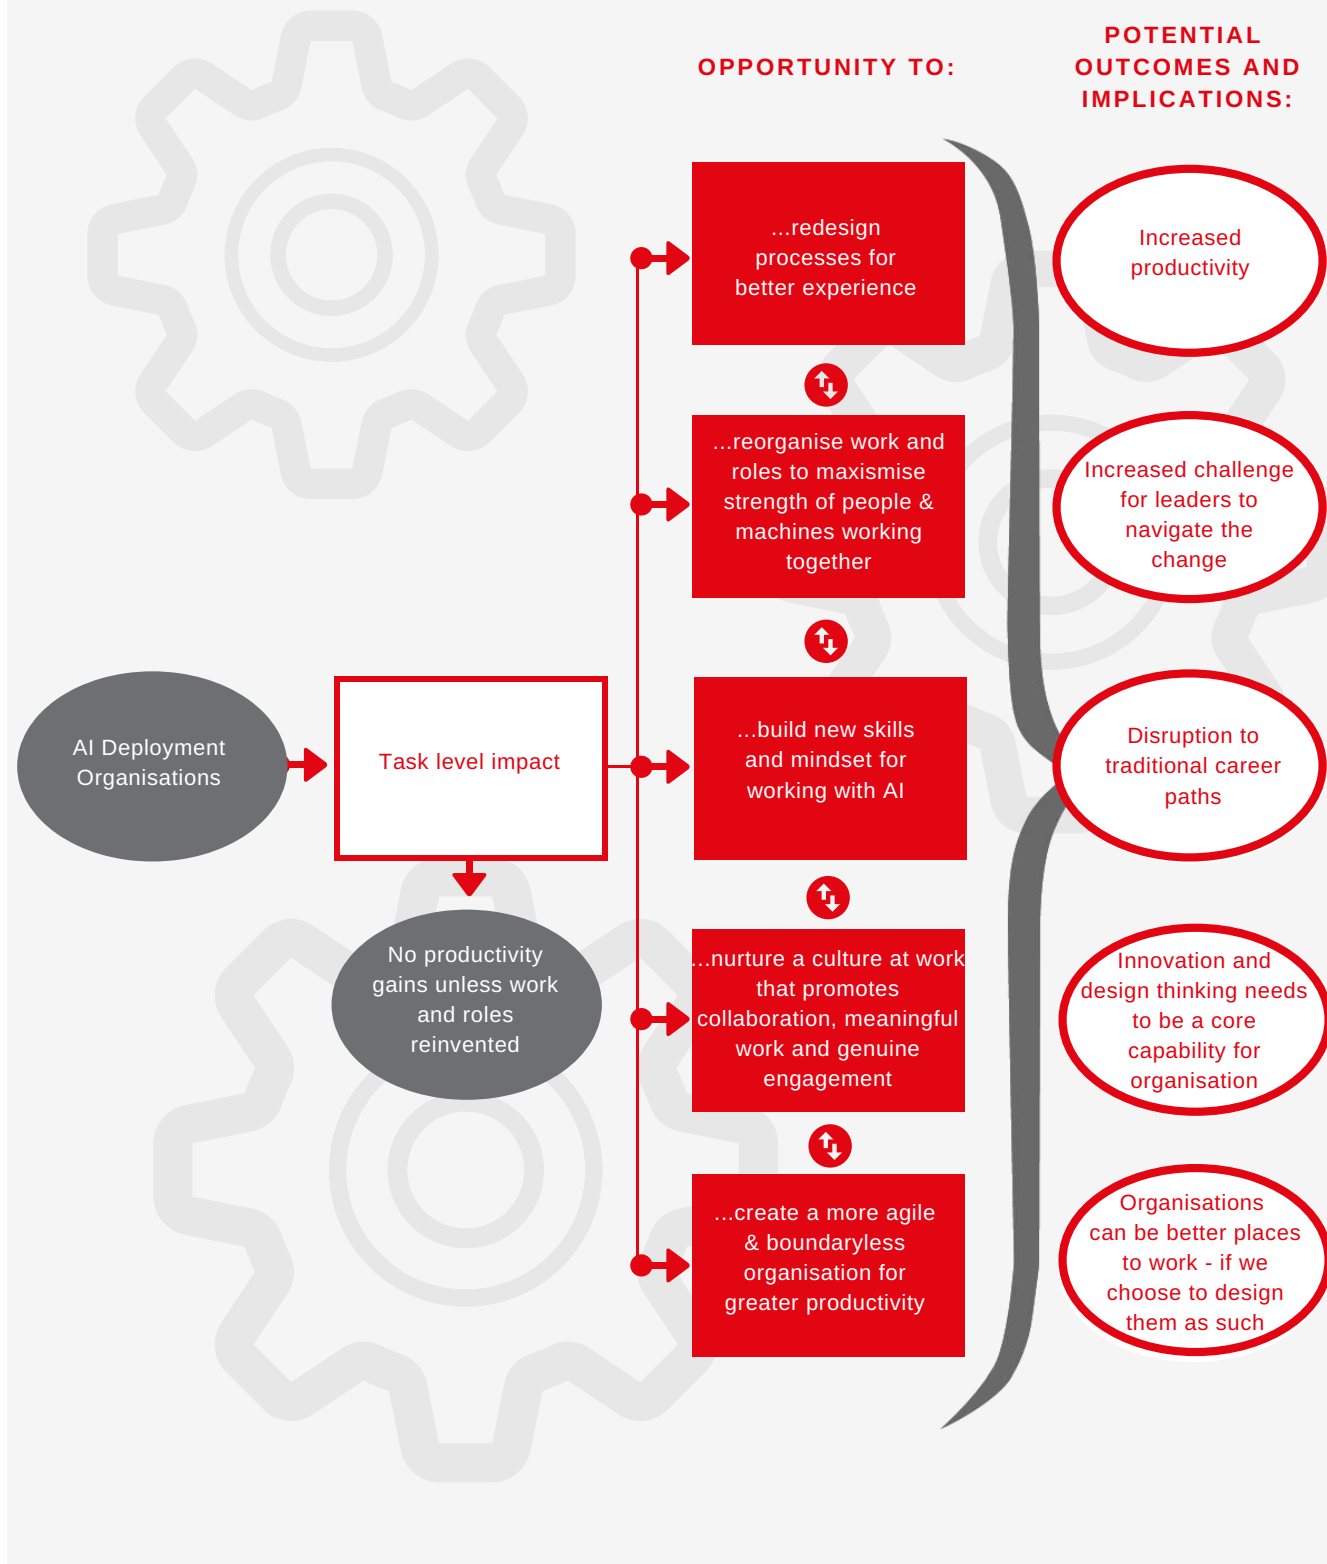 OPPORTUNITY TO:
POTENTIAL
OUTCOMES AND
IMPLICATIONS:
AI Deployment
Organisations
Task level impact
No productivity
gains unless work
and roles
reinvented
...redesign
processes for
better experience
...reorganise work and
roles to maxismise
strength of people &
machines working
together
...build new skills
and mindset for
working with AI
...nurture a culture at work
that promotes
collaboration, meaningful
work and genuine
engagement
...create a more agile
& boundaryless
organisation for
greater productivity
Increased
productivity
Increased challenge
for leaders to
navigate the
change
Disruption to
traditional career
paths
Innovation and
design thinking needs
to be a core
capability for
organisation
Organisations
can be better places
to work - if we
choose to design
them as such